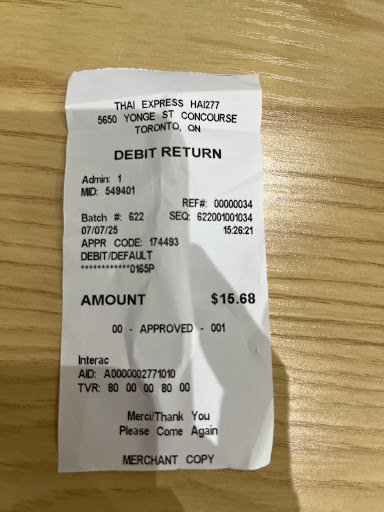 THAI EXPRESS HAI277
5650 YONGE ST CONCOURSE
TORONTO, ON
DEBIT RETURN
Admin: 1
MID: 549401
REF#: 00000034
Batch #: 622 SEQ: 622001001034
07/07/25 15:26:21
APPR CODE: 174493
DEBIT/DEFAULT
************0165P
AMOUNT $15.68
00 - APPROVED - 001
Interac
AID: A0000002771010
TVR: 80 00 00 80 00
Merci/Thank You
Please Come Again
MERCHANT COPY